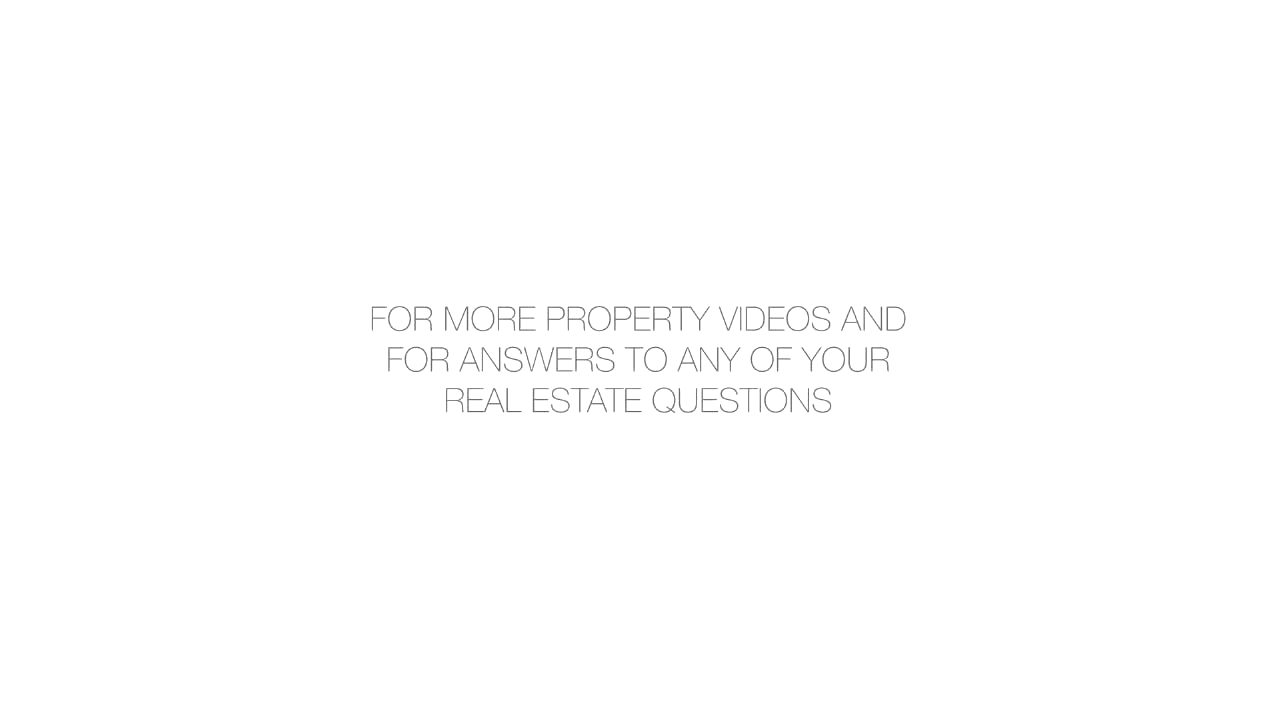 FOR MORE PROPERTY VIDEOS AND
FOR ANSWERS TO ANY OF YOUR
REAL ESTATE QUESTIONS